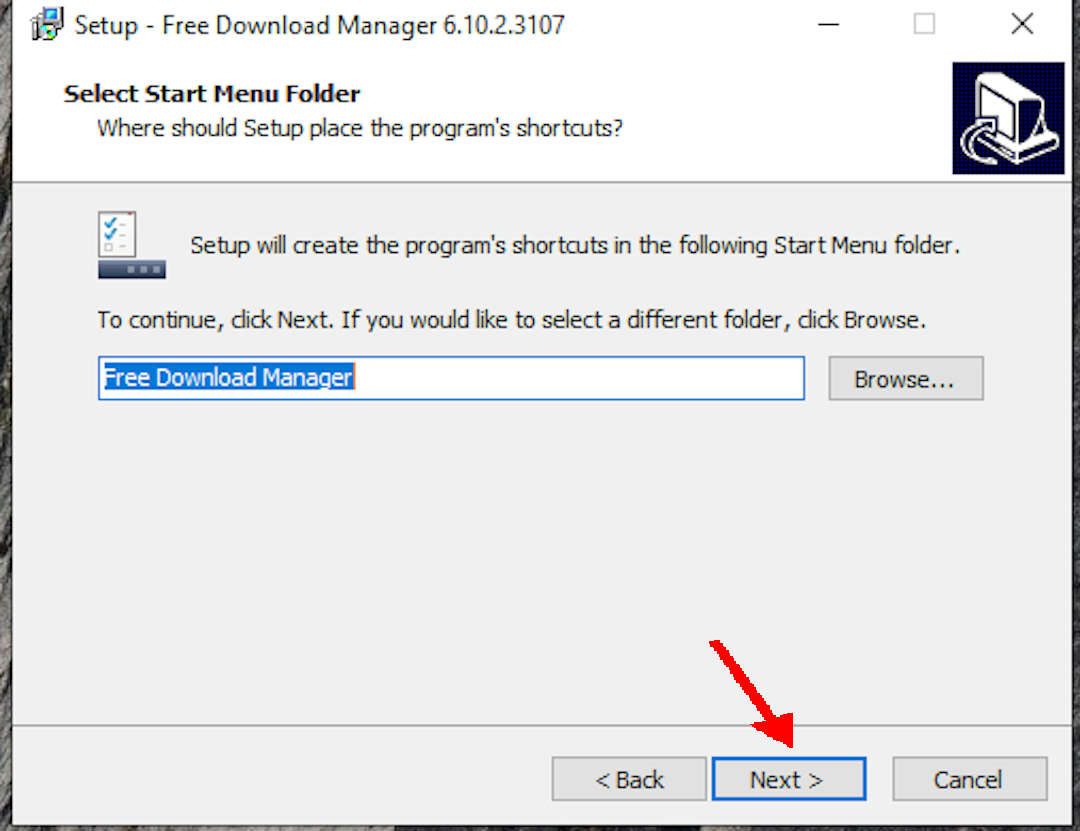 Setup - Free Download Manager 6.10.2.3107
Select Start Menu Folder
Where should Setup place the program's shortcuts?
Setup will create the program's shortcuts in the following Start Menu folder.
To continue, click Next. If you would like to select a different folder, click Browse.
Free Download Manager
Browse...
< Back
Next >
Cancel